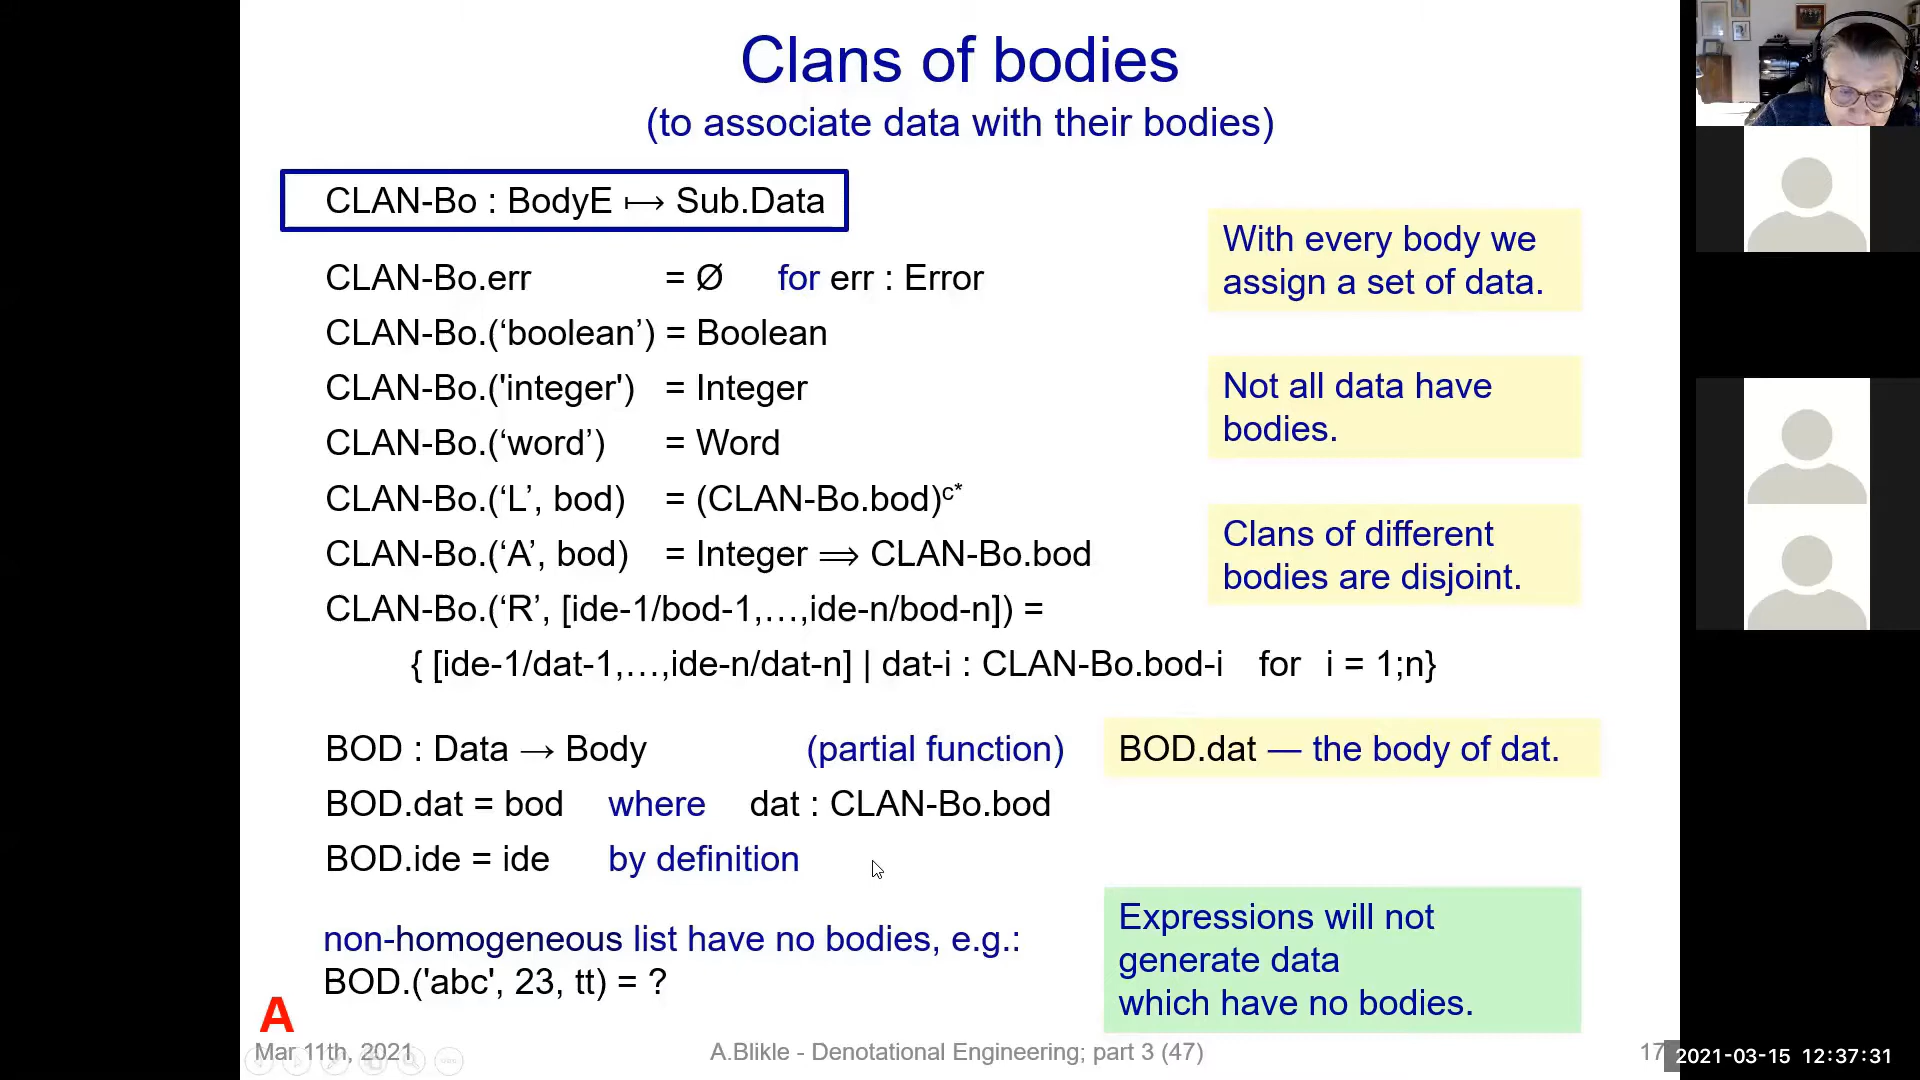 Clans of bodies
(to associate data with their bodies)
CLAN-Bo : BodyE ⟼ Sub.Data
CLAN-Bo.err = Ø for err : Error
CLAN-Bo.(‘boolean’) = Boolean
CLAN-Bo.('integer') = Integer
CLAN-Bo.(‘word’) = Word
CLAN-Bo.(‘L’, bod) = (CLAN-Bo.bod)ᶜ*
CLAN-Bo.(‘A’, bod) = Integer ⟹ CLAN-Bo.bod
CLAN-Bo.(‘R’, [ide-1/bod-1,…,ide-n/bod-n]) =
{ [ide-1/dat-1,…,ide-n/dat-n] | dat-i : CLAN-Bo.bod-i for i = 1;n}
With every body we
assign a set of data.
Not all data have
bodies.
Clans of different
bodies are disjoint.
BOD : Data → Body (partial function)
BOD.dat — the body of dat.
BOD.dat = bod where dat : CLAN-Bo.bod
BOD.ide = ide by definition
non-homogeneous list have no bodies, e.g.:
BOD.('abc', 23, tt) = ?
Expressions will not
generate data
which have no bodies.
A
Mar 11th, 2021
A.Blikle - Denotational Engineering; part 3 (47)
17
2021-03-15 12:37:31